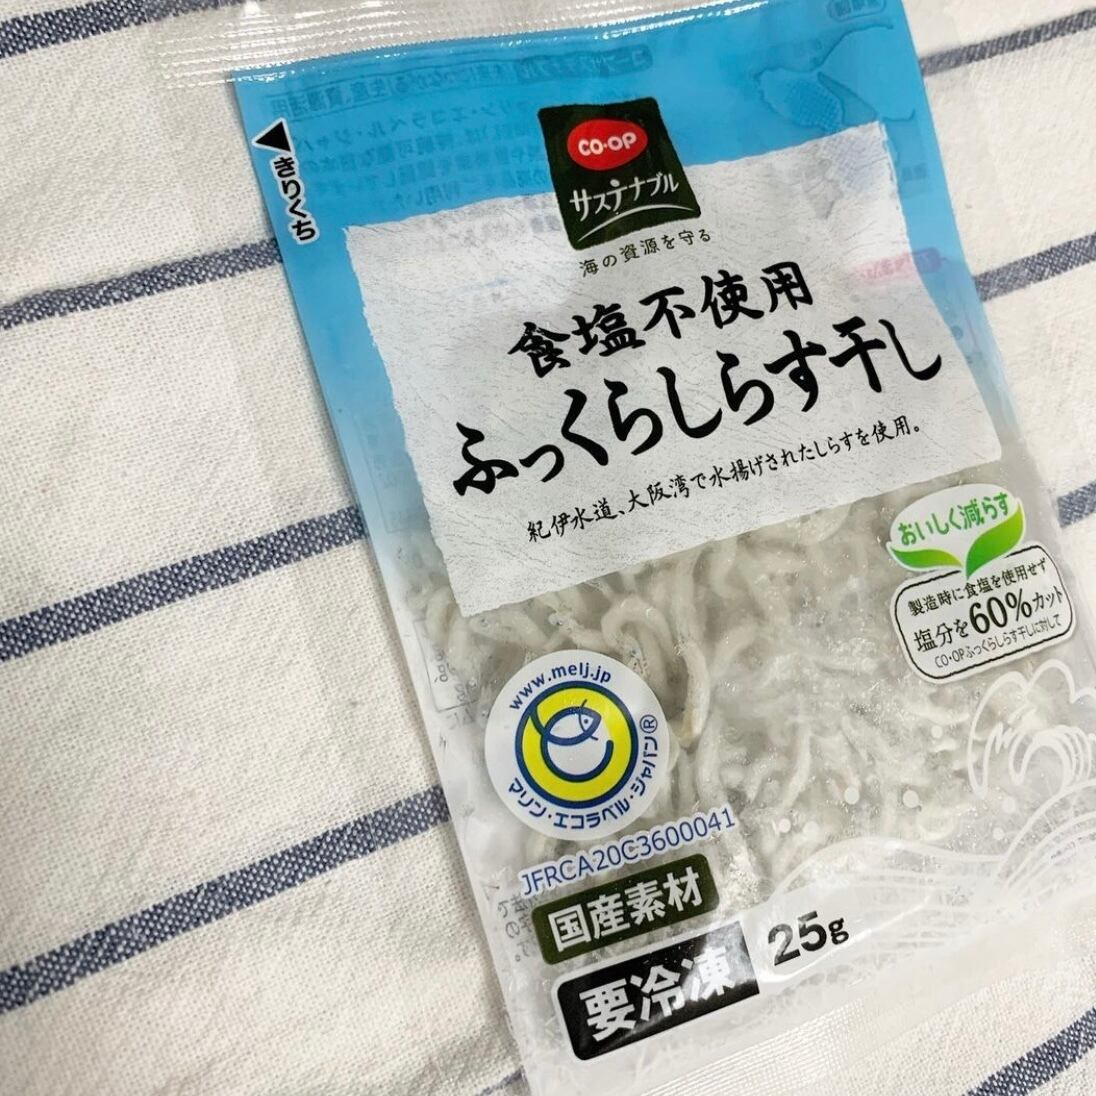 きりくち
CO·OP
サステナブル
海の資源を守る
食塩不使用
ふっくらしらす干し
紀伊水道、大阪湾で水揚げされたしらすを使用。
おいしく減らす
製造時に食塩を使用せず
塩分を60%カット
CO·OPふっくらしらす干しに対して
www.melj.jp
マリン・エコラベル・ジャパン®
JFRCA20C3600041
国産素材
要冷凍
25g